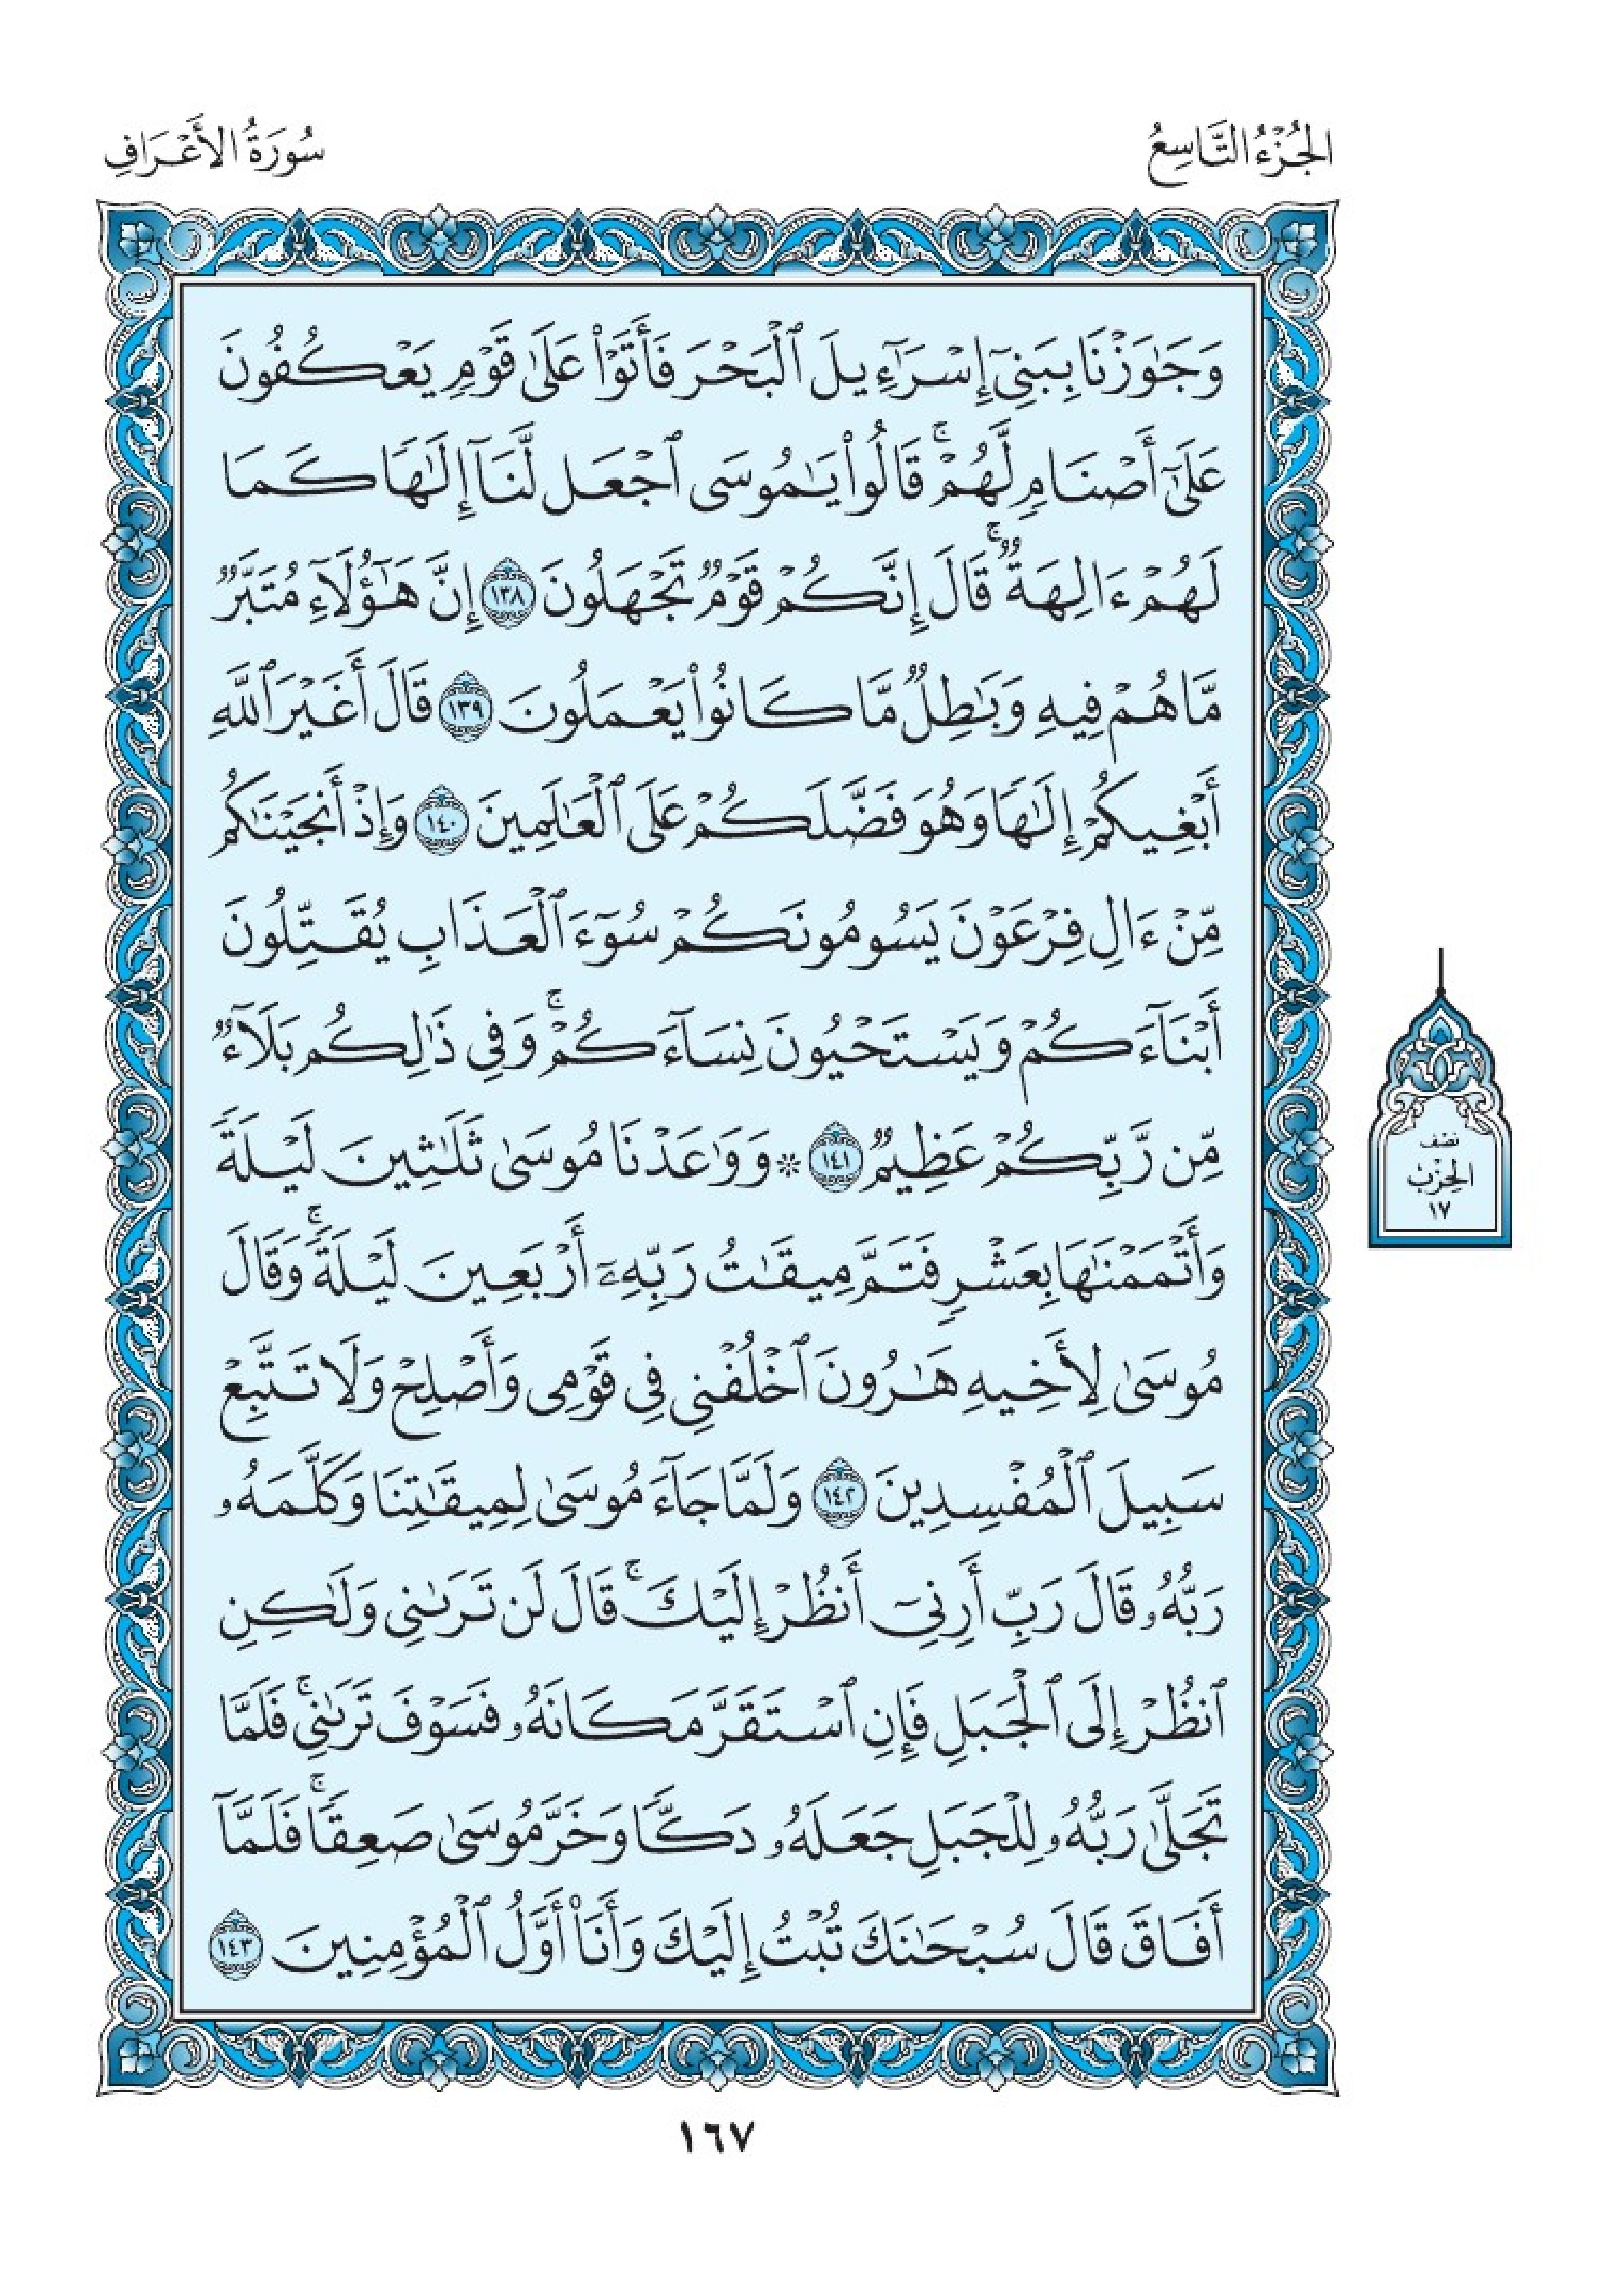 الجُزْءُ التَّاسِعُ
سُورَةُ الأَعْرَافِ
وَجَٰوَزْنَا بِبَنِىٓ إِسْرَٰٓءِيلَ ٱلْبَحْرَ فَأَتَوْا۟ عَلَىٰ قَوْمٍ يَعْكُفُونَ
عَلَىٰٓ أَصْنَامٍ لَّهُمْ ۚ قَالُوا۟ يَٰمُوسَى ٱجْعَل لَّنَآ إِلَٰهًا كَمَا
لَهُمْ ءَالِهَةٌ ۚ قَالَ إِنَّكُمْ قَوْمٌ تَجْهَلُونَ ١٣٨ إِنَّ هَٰٓؤُلَآءِ مُتَبَّرٌ
مَّا هُمْ فِيهِ وَبَٰطِلٌ مَّا كَانُوا۟ يَعْمَلُونَ ١٣٩ قَالَ أَغَيْرَ ٱللَّهِ
أَبْغِيكُمْ إِلَٰهًا وَهُوَ فَضَّلَكُمْ عَلَى ٱلْعَٰلَمِينَ ١٤٠ وَإِذْ أَنجَيْنَٰكُم
مِّنْ ءَالِ فِرْعَوْنَ يَسُومُونَكُمْ سُوٓءَ ٱلْعَذَابِ يُقَتِّلُونَ
أَبْنَآءَكُمْ وَيَسْتَحْيُونَ نِسَآءَكُمْ ۚ وَفِى ذَٰلِكُم بَلَآءٌ
مِّن رَّبِّكُمْ عَظِيمٌ ١٤١ * وَوَٰعَدْنَا مُوسَىٰ ثَلَٰثِينَ لَيْلَةً
وَأَتْمَمْنَٰهَا بِعَشْرٍ فَتَمَّ مِيقَٰتُ رَبِّهِۦٓ أَرْبَعِينَ لَيْلَةً ۚ وَقَالَ
مُوسَىٰ لِأَخِيهِ هَٰرُونَ ٱخْلُفْنِى فِى قَوْمِى وَأَصْلِحْ وَلَا تَتَّبِعْ
سَبِيلَ ٱلْمُفْسِدِينَ ١٤٢ وَلَمَّا جَآءَ مُوسَىٰ لِمِيقَٰتِنَا وَكَلَّمَهُۥ
رَبُّهُۥ قَالَ رَبِّ أَرِنِىٓ أَنظُرْ إِلَيْكَ ۚ قَالَ لَن تَرَىٰنِى وَلَٰكِنِ
ٱنظُرْ إِلَى ٱلْجَبَلِ فَإِنِ ٱسْتَقَرَّ مَكَانَهُۥ فَسَوْفَ تَرَىٰنِى ۚ فَلَمَّا
تَجَلَّىٰ رَبُّهُۥ لِلْجَبَلِ جَعَلَهُۥ دَكًّا وَخَرَّ مُوسَىٰ صَعِقًا ۚ فَلَمَّآ
أَفَاقَ قَالَ سُبْحَٰنَكَ تُبْتُ إِلَيْكَ وَأَنَا۠ أَوَّلُ ٱلْمُؤْمِنِينَ ١٤٣
نصف
الحِزْب
١٧
١٦٧